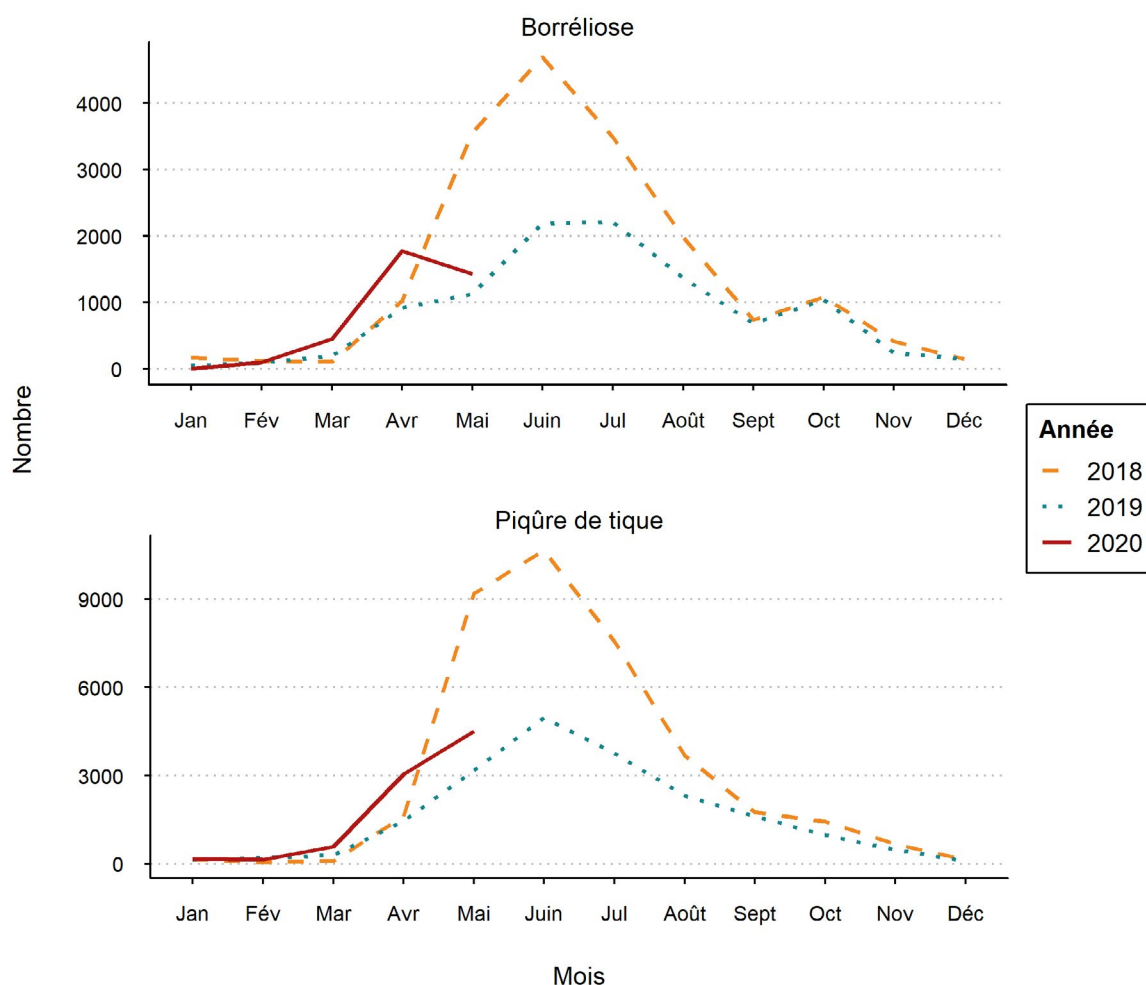 Borréliose
4000
3000
2000
1000
0
Jan Fév Mar Avr Mai Juin Jul Août Sept Oct Nov Déc
Nombre
Année
2018
2019
2020
Piqûre de tique
9000
6000
3000
0
Jan Fév Mar Avr Mai Juin Jul Août Sept Oct Nov Déc
Mois